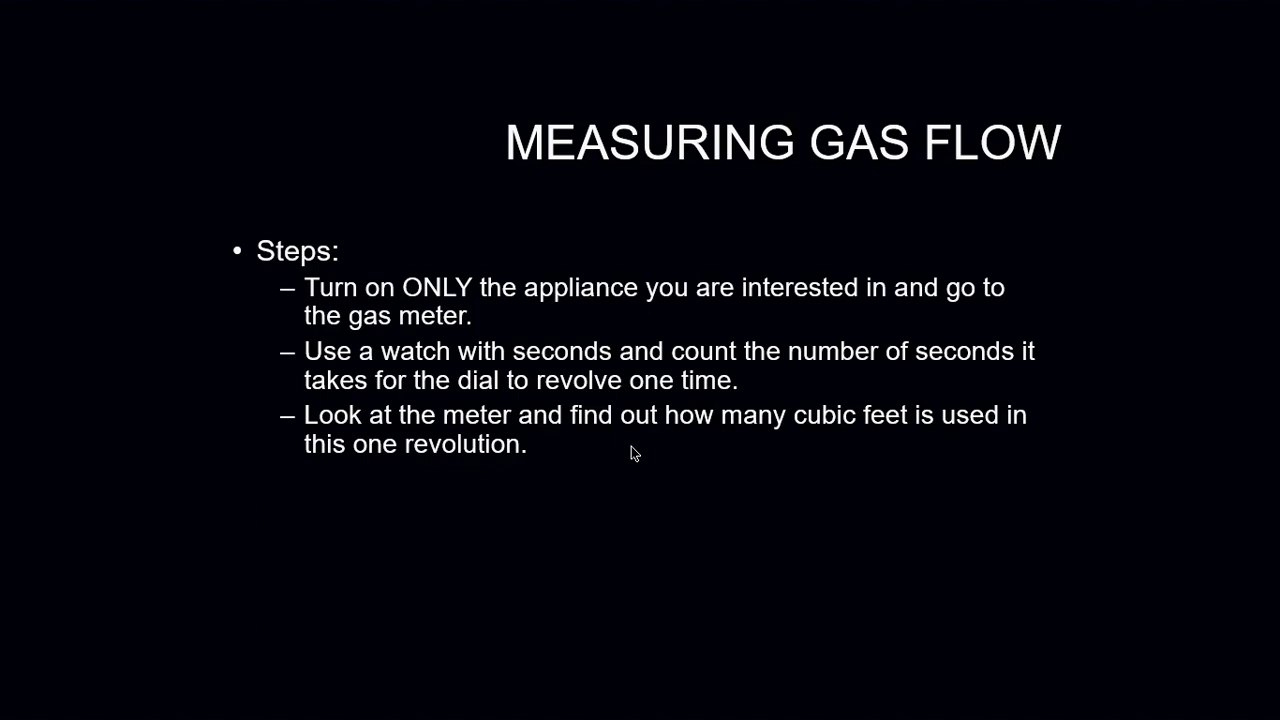 MEASURING GAS FLOW
• Steps:
– Turn on ONLY the appliance you are interested in and go to
the gas meter.
– Use a watch with seconds and count the number of seconds it
takes for the dial to revolve one time.
– Look at the meter and find out how many cubic feet is used in
this one revolution.